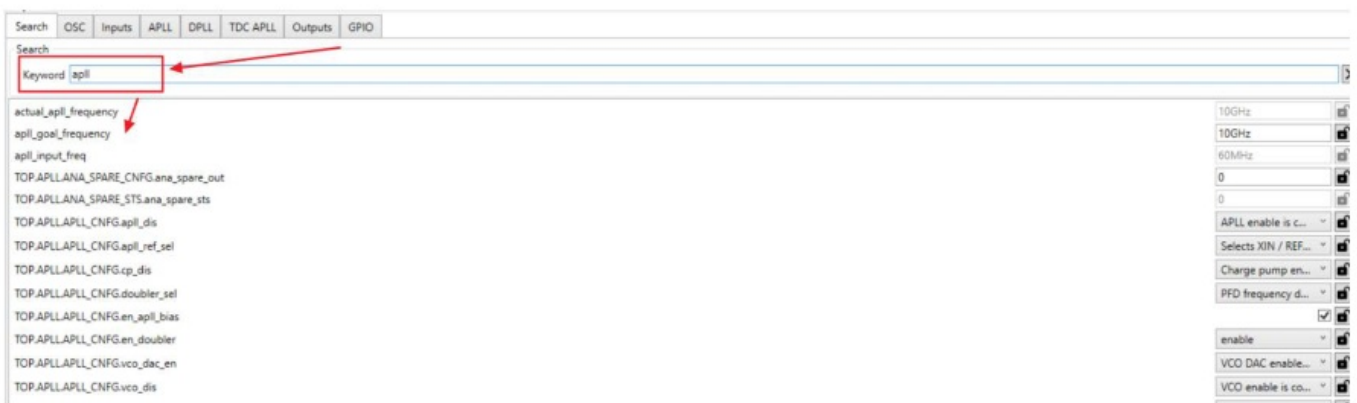 Search OSC Inputs APLL DPLL TDC APLL Outputs GPIO
Search
Keyword apll
actual_apll_frequency 10GHz
apll_goal_frequency 10GHz
apll_input_freq 60MHz
TOP.APLL.ANA_SPARE_CNFG.ana_spare_out 0
TOP.APLL.ANA_SPARE_STS.ana_spare_sts 0
TOP.APLL.APLL_CNFG.apll_dis APLL enable is c...
TOP.APLL.APLL_CNFG.apll_ref_sel Selects XIN / REF...
TOP.APLL.APLL_CNFG.cp_dis Charge pump en...
TOP.APLL.APLL_CNFG.doubler_sel PFD frequency d...
TOP.APLL.APLL_CNFG.en_apll_bias
TOP.APLL.APLL_CNFG.en_doubler enable
TOP.APLL.APLL_CNFG.vco_dac_en VCO DAC enable...
TOP.APLL.APLL_CNFG.vco_dis VCO enable is co...